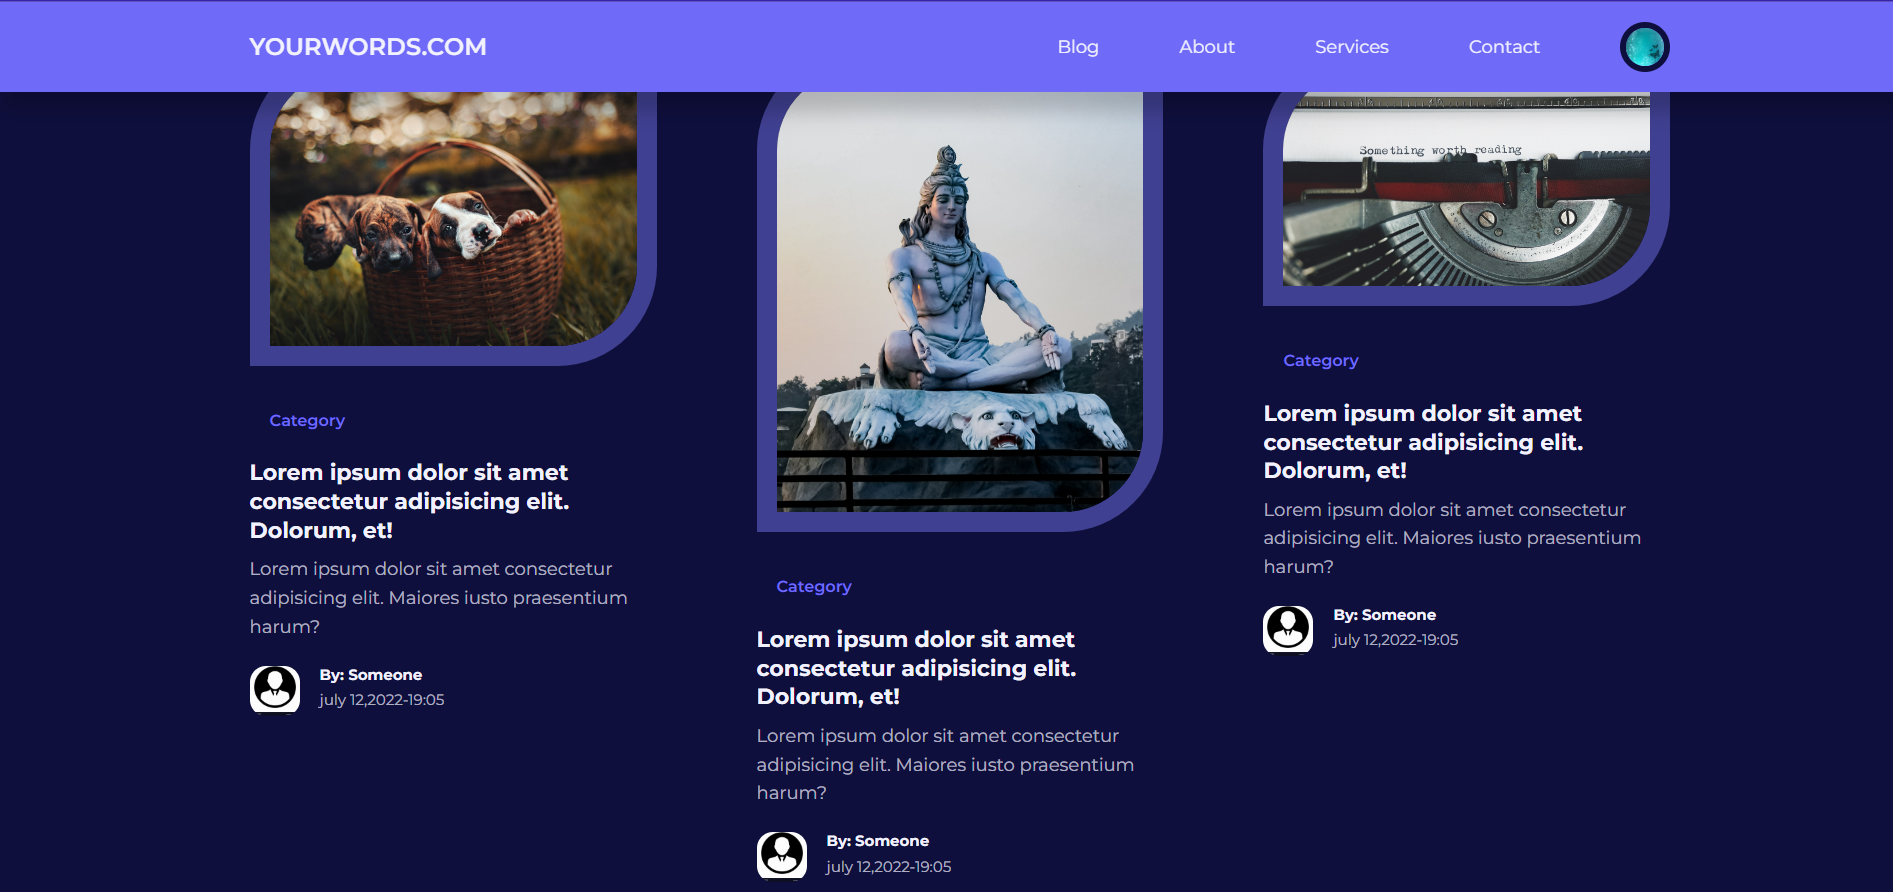 YOURWORDS.COM
Blog
About
Services
Contact
Category
Lorem ipsum dolor sit amet
consectetur adipisicing elit.
Dolorum, et!
Lorem ipsum dolor sit amet consectetur
adipisicing elit. Maiores iusto praesentium
harum?
By: Someone
july 12,2022-19:05
Category
Lorem ipsum dolor sit amet
consectetur adipisicing elit.
Dolorum, et!
Lorem ipsum dolor sit amet consectetur
adipisicing elit. Maiores iusto praesentium
harum?
By: Someone
july 12,2022-19:05
Something worth reading
Category
Lorem ipsum dolor sit amet
consectetur adipisicing elit.
Dolorum, et!
Lorem ipsum dolor sit amet consectetur
adipisicing elit. Maiores iusto praesentium
harum?
By: Someone
july 12,2022-19:05